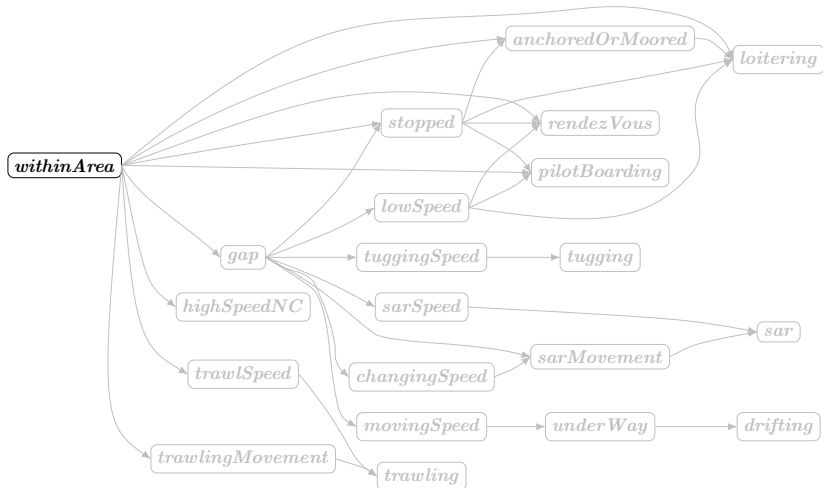 anchoredOrMoored
loitering
stopped
rendezVous
withinArea
pilotBoarding
lowSpeed
gap
tuggingSpeed
tugging
highSpeedNC
sarSpeed
sar
sarMovement
trawlSpeed
changingSpeed
movingSpeed
underWay
drifting
trawlingMovement
trawling